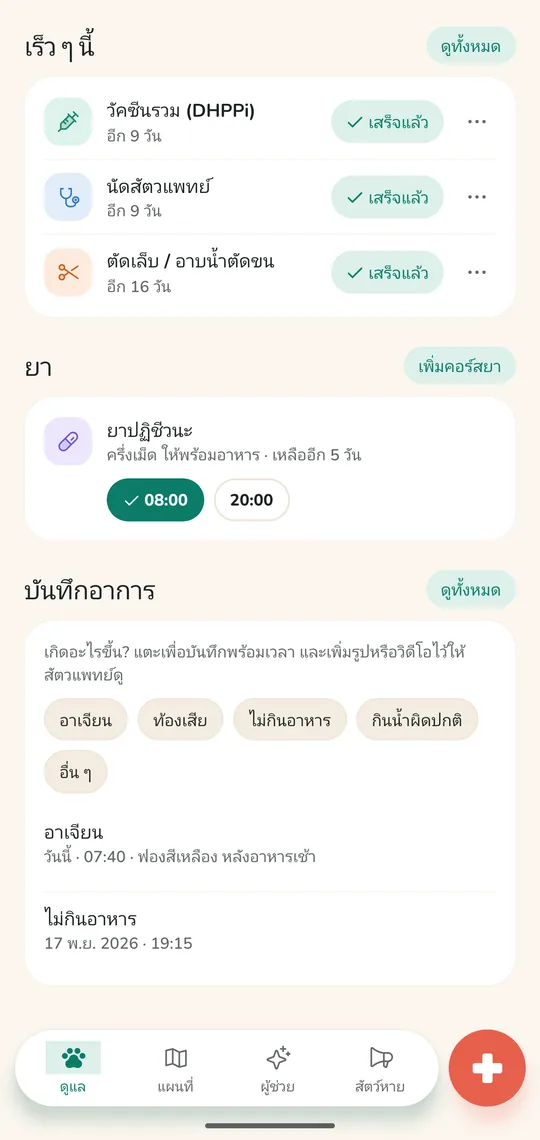 เร็ว ๆ นี้
ดูทั้งหมด
วัคซีนรวม (DHPPi)
อีก 9 วัน
เสร็จแล้ว
นัดสัตวแพทย์
อีก 9 วัน
เสร็จแล้ว
ตัดเล็บ / อาบน้ำตัดขน
อีก 16 วัน
เสร็จแล้ว
ยา
เพิ่มคอร์สยา
ยาปฏิชีวนะ
ครึ่งเม็ด ให้พร้อมอาหาร · เหลืออีก 5 วัน
08:00
20:00
บันทึกอาการ
ดูทั้งหมด
เกิดอะไรขึ้น? แตะเพื่อบันทึกพร้อมเวลา และเพิ่มรูปหรือวิดีโอไว้ให้
สัตวแพทย์ดู
อาเจียน
ท้องเสีย
ไม่กินอาหาร
กินน้ำผิดปกติ
อื่น ๆ
อาเจียน
วันนี้ · 07:40 · ฟองสีเหลือง หลังอาหารเช้า
ไม่กินอาหาร
17 พ.ย. 2026 · 19:15
ดูแล
แผนที่
ผู้ช่วย
สัตว์หาย